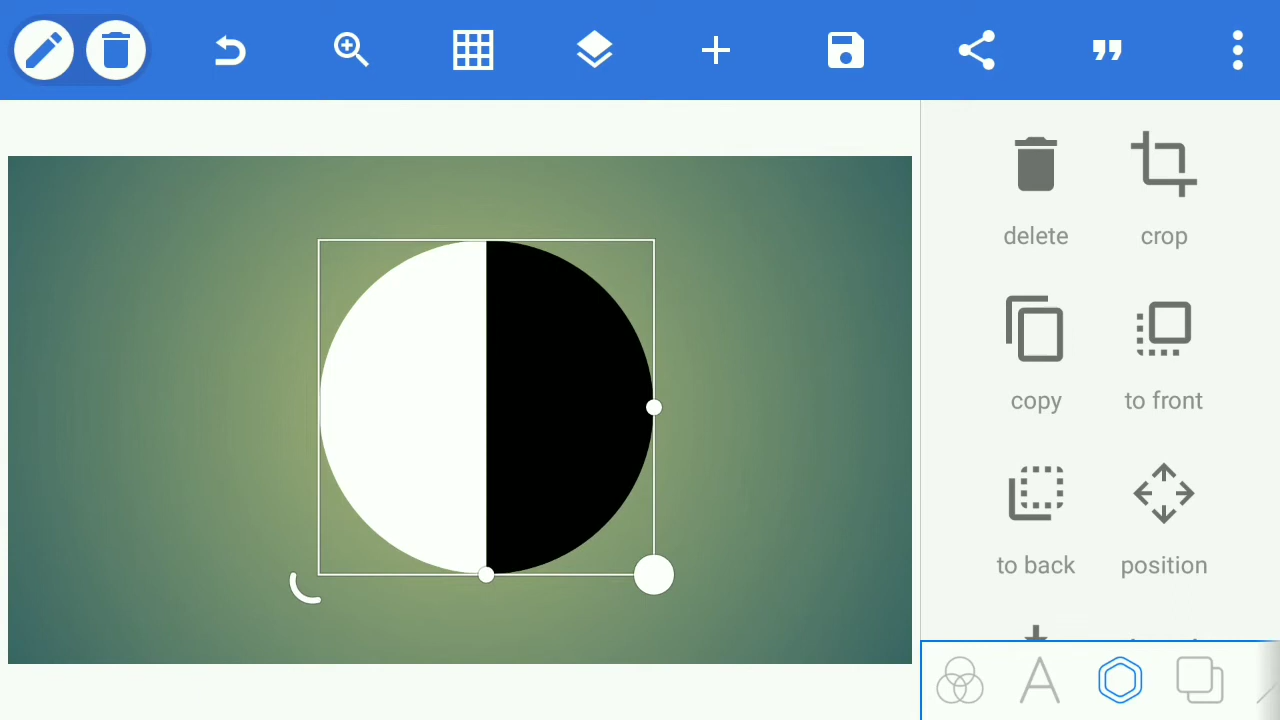 delete
crop
copy
to front
to back
position